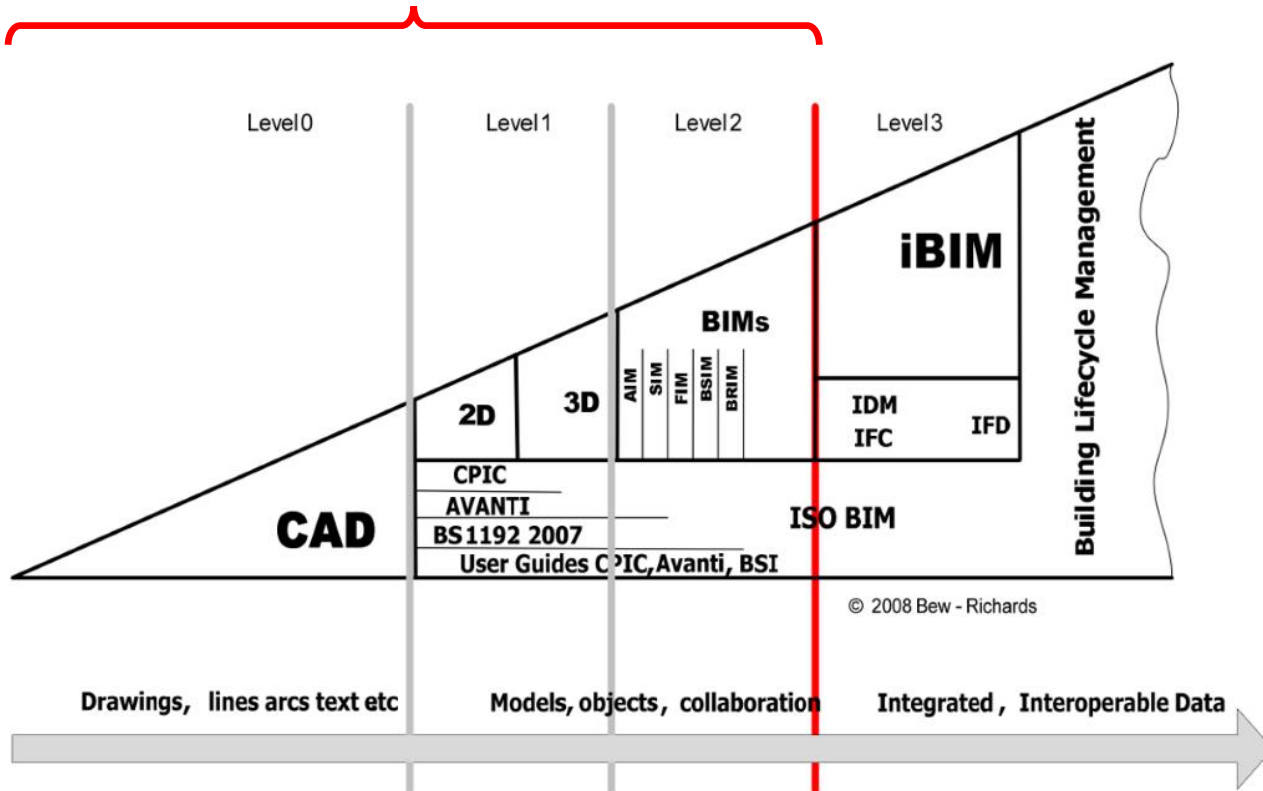 Level0
Level1
Level2
Level3
iBIM
BIMs
2D
3D
AIM
SIM
FIM
BSIM
BRIM
IDM
IFC
IFD
Building Lifecycle Management
CAD
CPIC
AVANTI
BS1192 2007
User Guides CPIC, Avanti, BSI
ISO BIM
© 2008 Bew - Richards
Drawings, lines arcs text etc
Models, objects, collaboration
Integrated, Interoperable Data